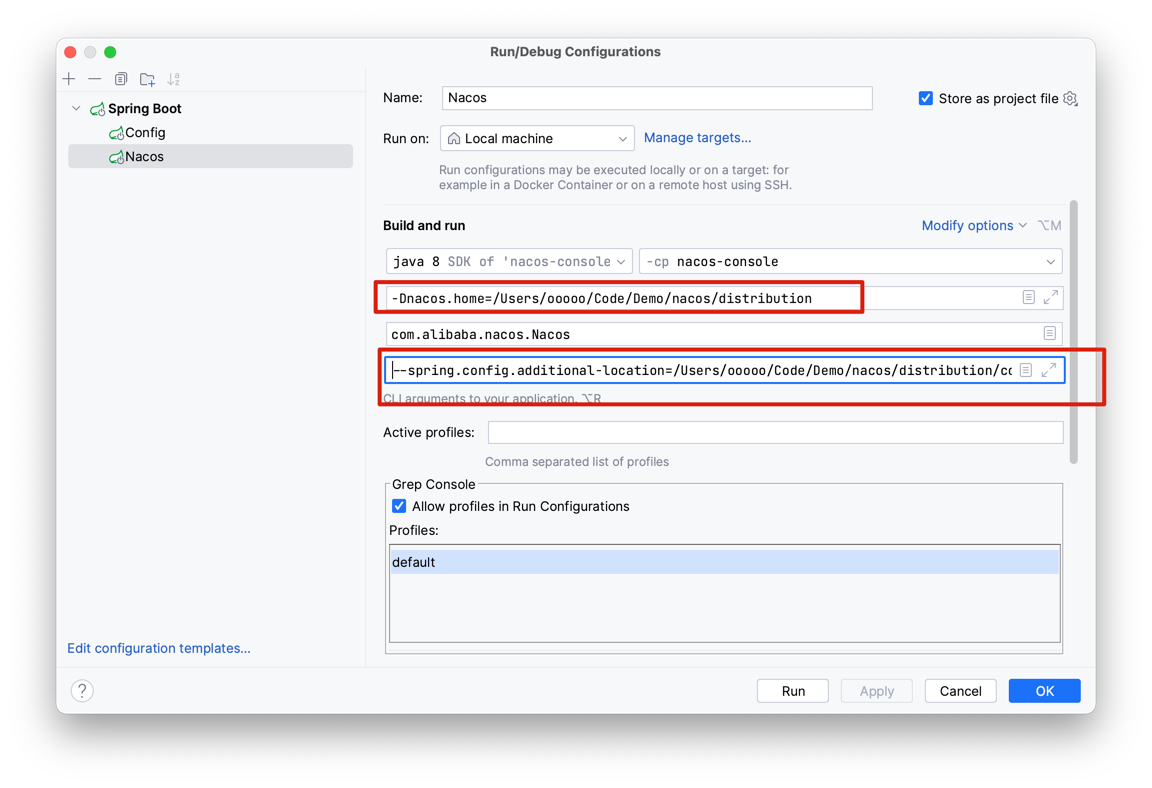 Run/Debug Configurations
Spring Boot
Config
Nacos
Edit configuration templates...
Name: Nacos
Store as project file
Run on: Local machine Manage targets...
Run configurations may be executed locally or on a target: for
example in a Docker Container or on a remote host using SSH.
Build and run Modify options ⌥M
java 8 SDK of 'nacos-console -cp nacos-console
-Dnacos.home=/Users/ooooo/Code/Demo/nacos/distribution
com.alibaba.nacos.Nacos
--spring.config.additional-location=/Users/ooooo/Code/Demo/nacos/distribution/co
CLI arguments to your application. ⌥R
Active profiles:
Comma separated list of profiles
Grep Console
Allow profiles in Run Configurations
Profiles:
default
? Run Apply Cancel OK